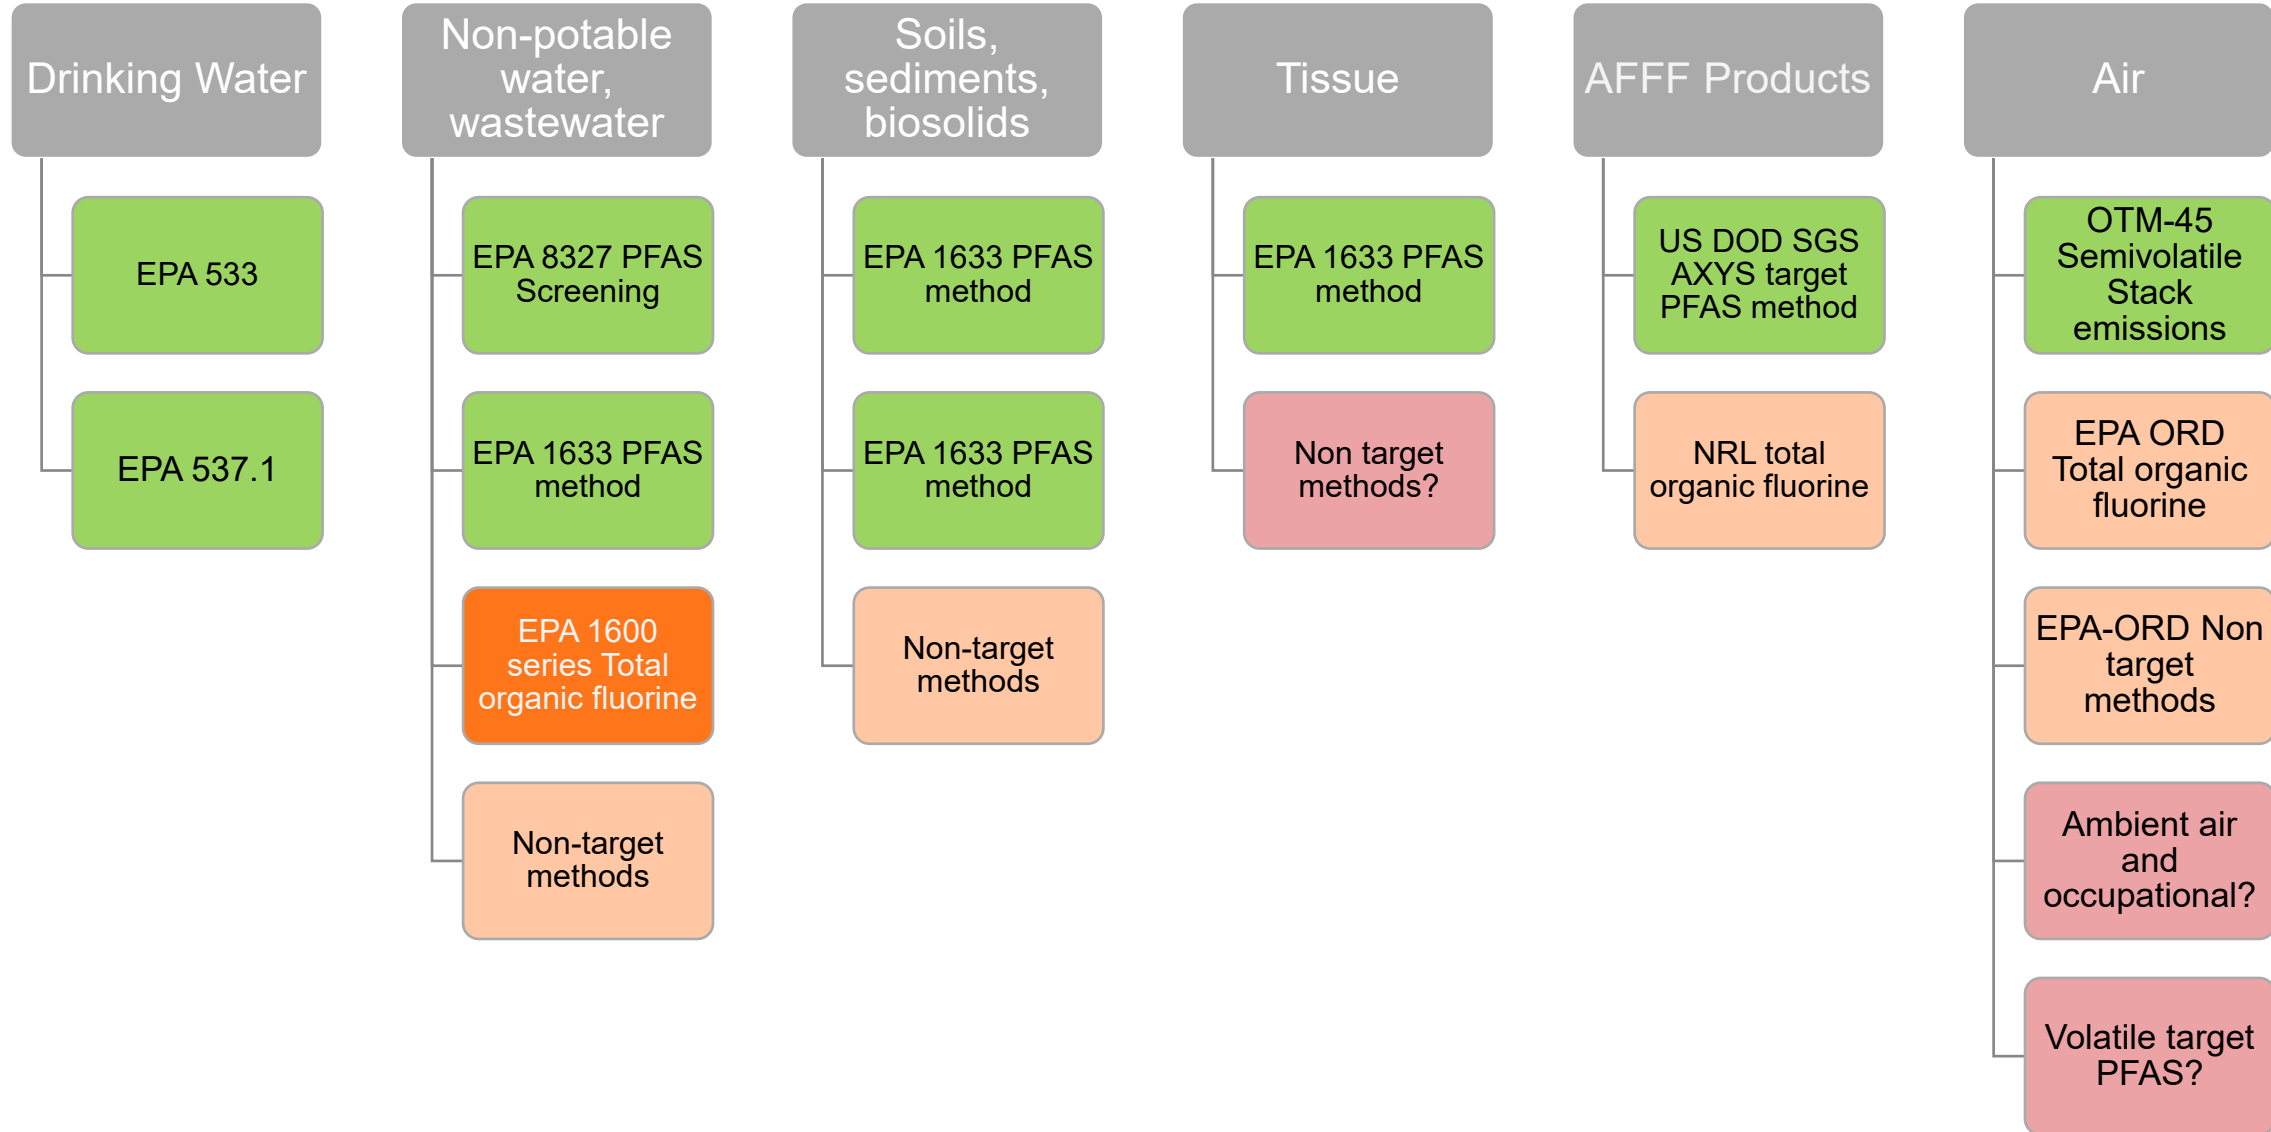 Drinking Water
EPA 533
EPA 537.1
Non-potable
water,
wastewater
EPA 8327 PFAS
Screening
EPA 1633 PFAS
method
EPA 1600
series Total
organic fluorine
Non-target
methods
Soils,
sediments,
biosolids
EPA 1633 PFAS
method
EPA 1633 PFAS
method
Non-target
methods
Tissue
EPA 1633 PFAS
method
Non target
methods?
AFFF Products
US DOD SGS
AXYS target
PFAS method
NRL total
organic fluorine
Air
OTM-45
Semivolatile
Stack
emissions
EPA ORD
Total organic
fluorine
EPA-ORD Non
target
methods
Ambient air
and
occupational?
Volatile target
PFAS?